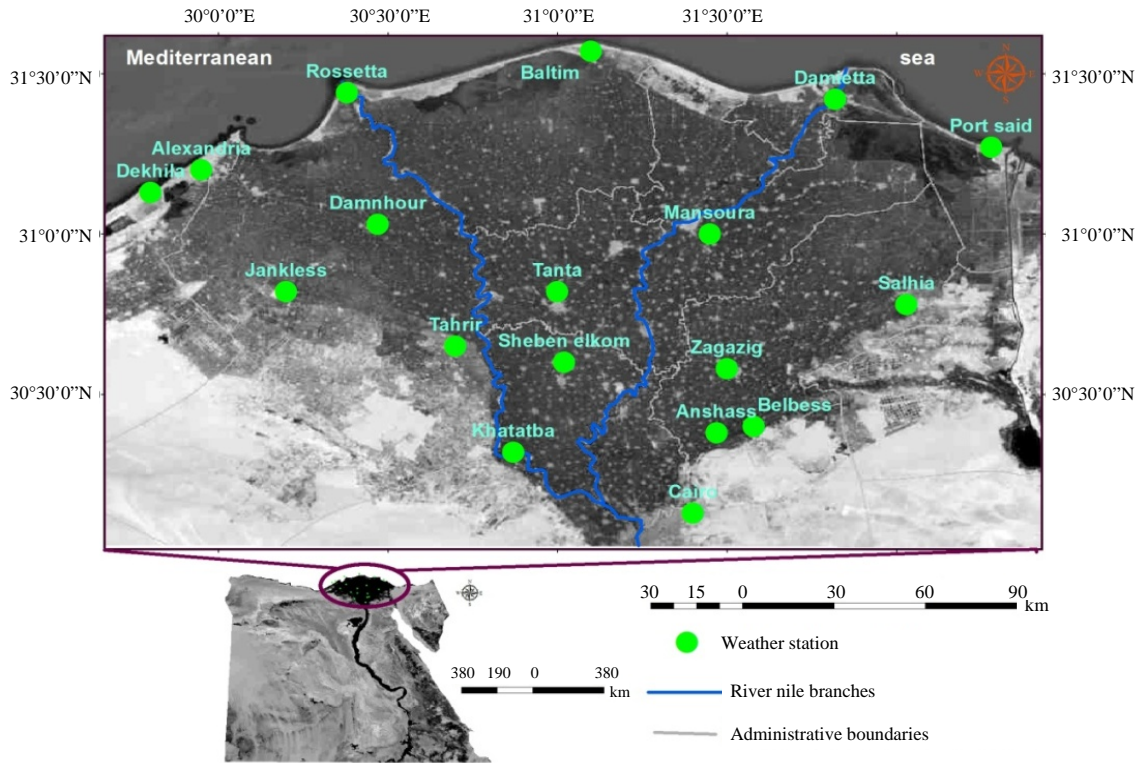 30°0'0"E 30°30'0"E 31°0'0"E 31°30'0"E
31°30'0"N
31°0'0"N
30°30'0"N
31°30'0"N
31°0'0"N
30°30'0"N
Mediterranean sea
N
W E
S
Rossetta
Baltim
Damietta
Port said
Alexandria
Dekhila
Damnhour
Mansoura
Jankless
Tanta
Salhia
Tahrir
Sheben elkom
Zagazig
Anshass
Belbess
Khatatba
Cairo
30 15 0 30 60 90
km
Weather station
380 190 0 380
km
River nile branches
Administrative boundaries